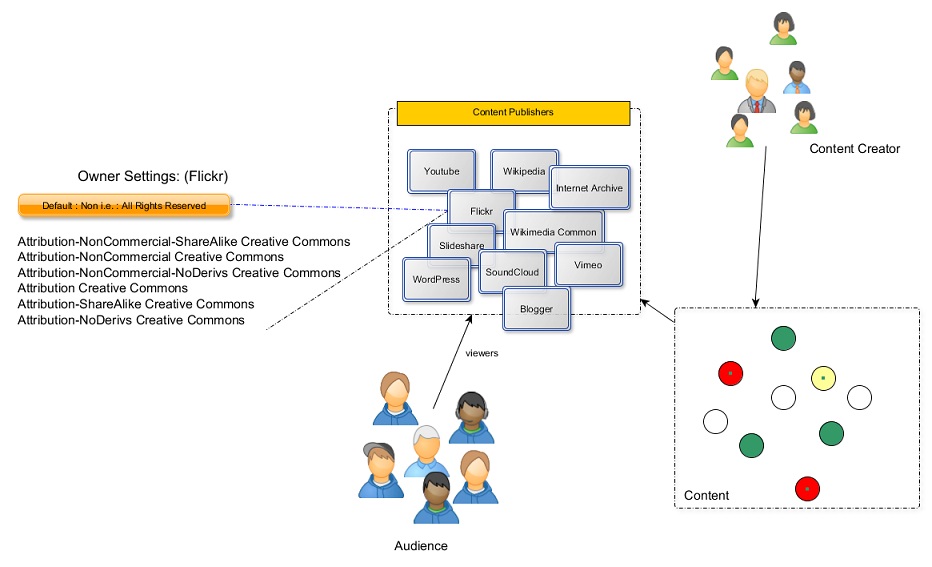 Content Publishers
Content Creator
Youtube
Wikipedia
Internet Archive
Flickr
Wikimedia Common
Slideshare
SoundCloud
Vimeo
WordPress
Blogger
Owner Settings: (Flickr)
Default : Non i.e. : All Rights Reserved
Attribution-NonCommercial-ShareAlike Creative Commons
Attribution-NonCommercial Creative Commons
Attribution-NonCommercial-NoDerivs Creative Commons
Attribution Creative Commons
Attribution-ShareAlike Creative Commons
Attribution-NoDerivs Creative Commons
viewers
Content
Audience